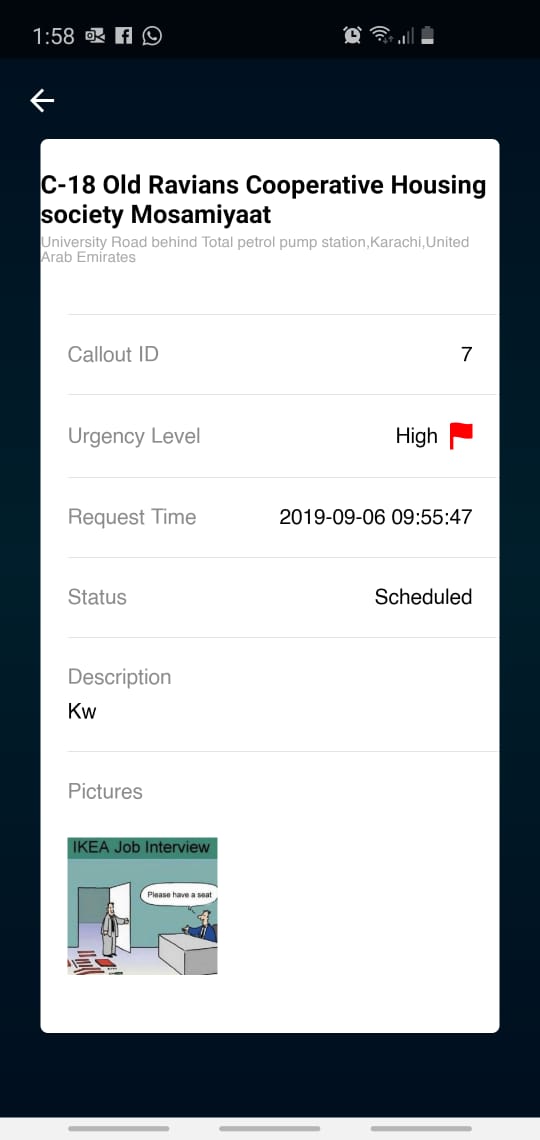 1:58
C-18 Old Ravians Cooperative Housing
society Mosamiyaat
University Road behind Total petrol pump station,Karachi,United
Arab Emirates
Callout ID 7
Urgency Level High
Request Time 2019-09-06 09:55:47
Status Scheduled
Description
Kw
Pictures
IKEA Job Interview
Please have a seat